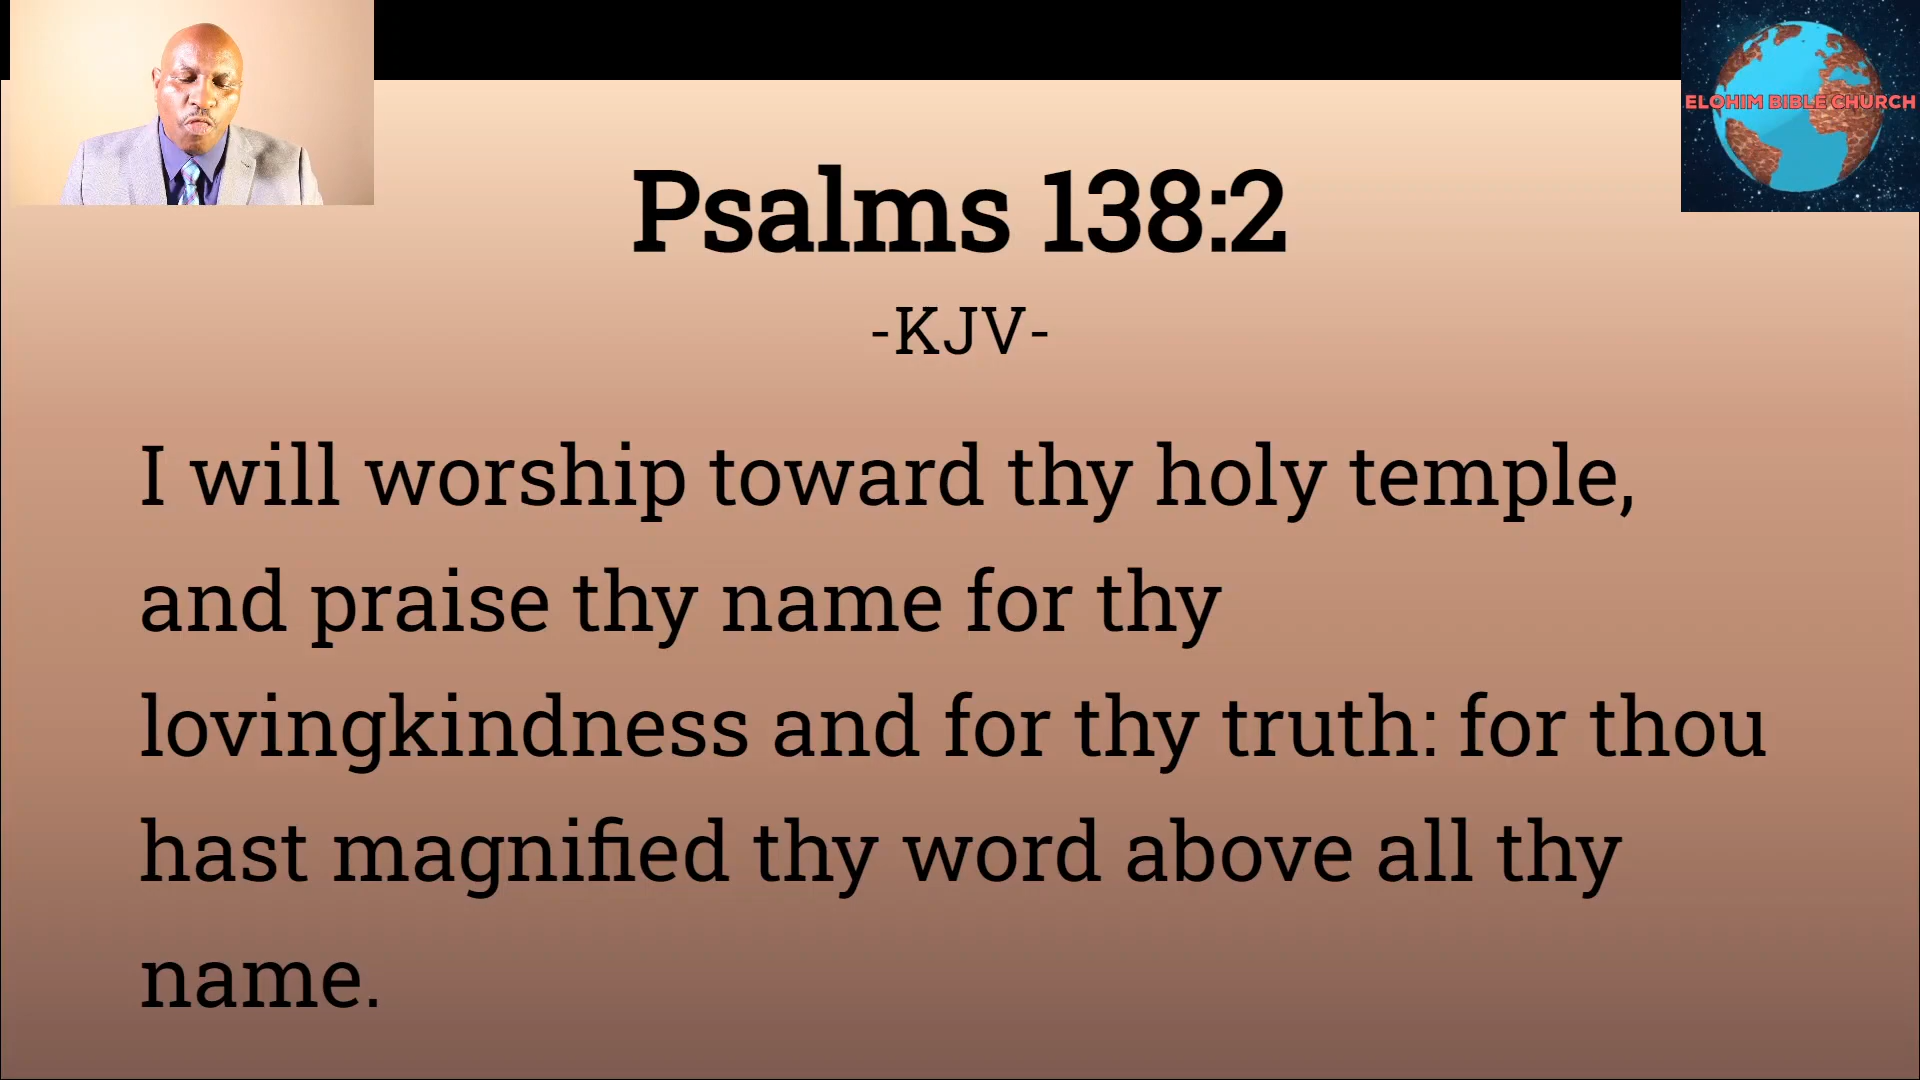 ELOHIM BIBLE CHURCH
Psalms 138:2
-KJV-
I will worship toward thy holy temple,
and praise thy name for thy
lovingkindness and for thy truth: for thou
hast magnified thy word above all thy
name.